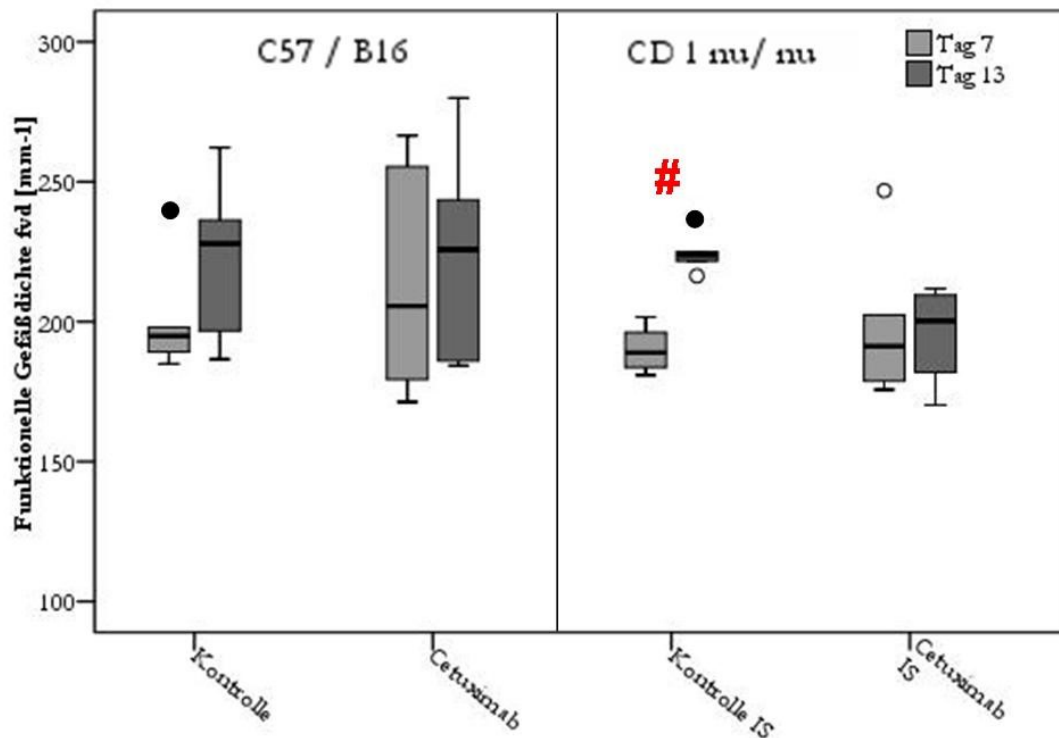 C57 / B16
CD 1 nu/ nu
Tag 7
Tag 13
#
Funktionelle Gefäßdichte fvd [mm-1]
300
250
200
150
100
Kontrolle
Cetuximab
Kontrolle IS
Cetuximab
IS